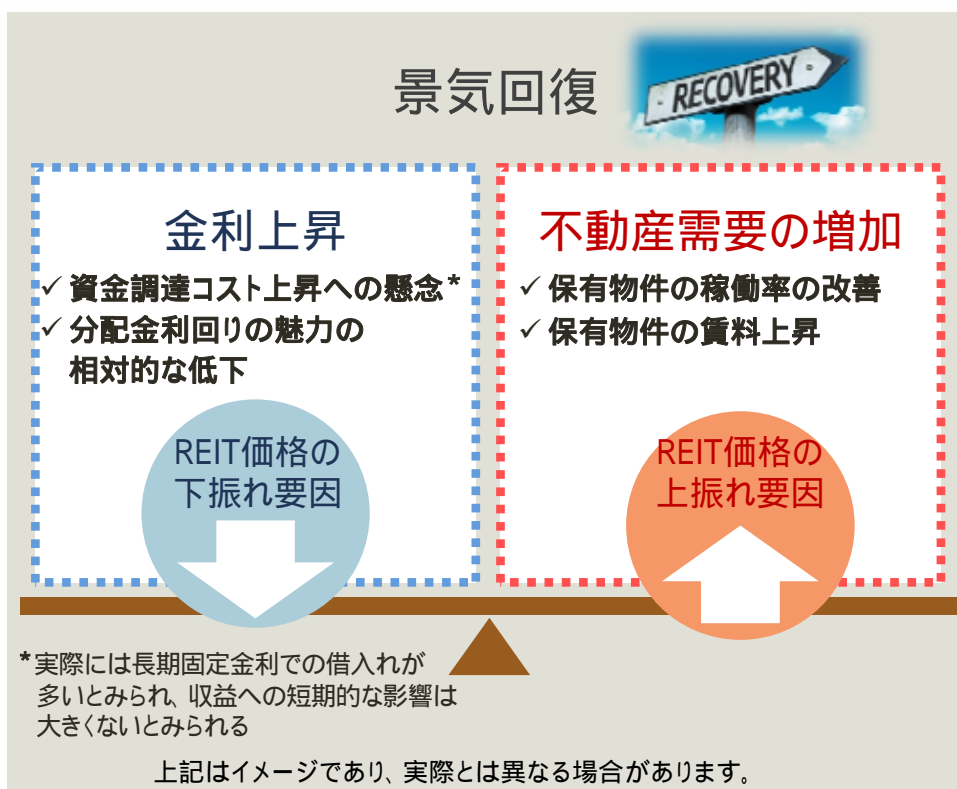 景気回復
RECOVERY
金利上昇
✓ 資金調達コスト上昇への懸念*
✓ 分配金利回りの魅力の
相対的な低下
REIT価格の
下振れ要因
不動産需要の増加
✓ 保有物件の稼働率の改善
✓ 保有物件の賃料上昇
REIT価格の
上振れ要因
*実際には長期固定金利での借入れが
多いとみられ、収益への短期的な影響は
大きくないとみられる
上記はイメージであり、実際とは異なる場合があります。